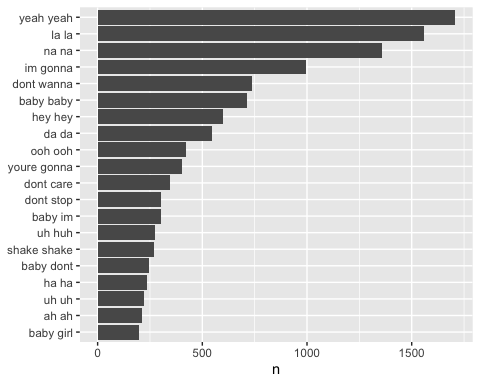 yeah yeah
la la
na na
im gonna
dont wanna
baby baby
hey hey
da da
ooh ooh
youre gonna
dont care
dont stop
baby im
uh huh
shake shake
baby dont
ha ha
uh uh
ah ah
baby girl
0 500 1000 1500
n